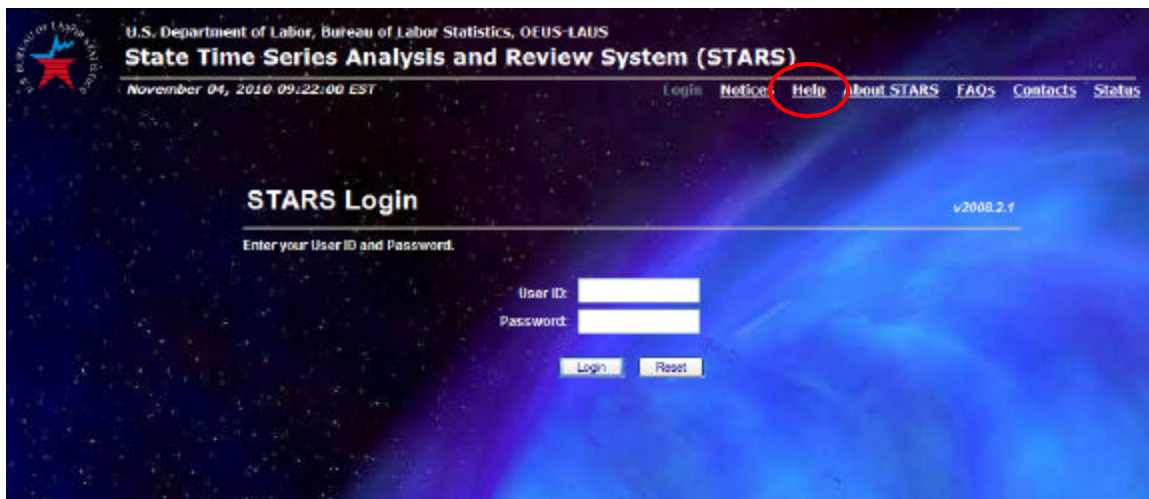 U.S. Department of Labor, Bureau of Labor Statistics, OEUS-LAUS
State Time Series Analysis and Review System (STARS)
November 04, 2010 09:22:00 EST Login Notices Help About STARS FAQs Contacts Status
STARS Login
v2008.2.1
Enter your User ID and Password.
User ID:
Password:
Login Reset